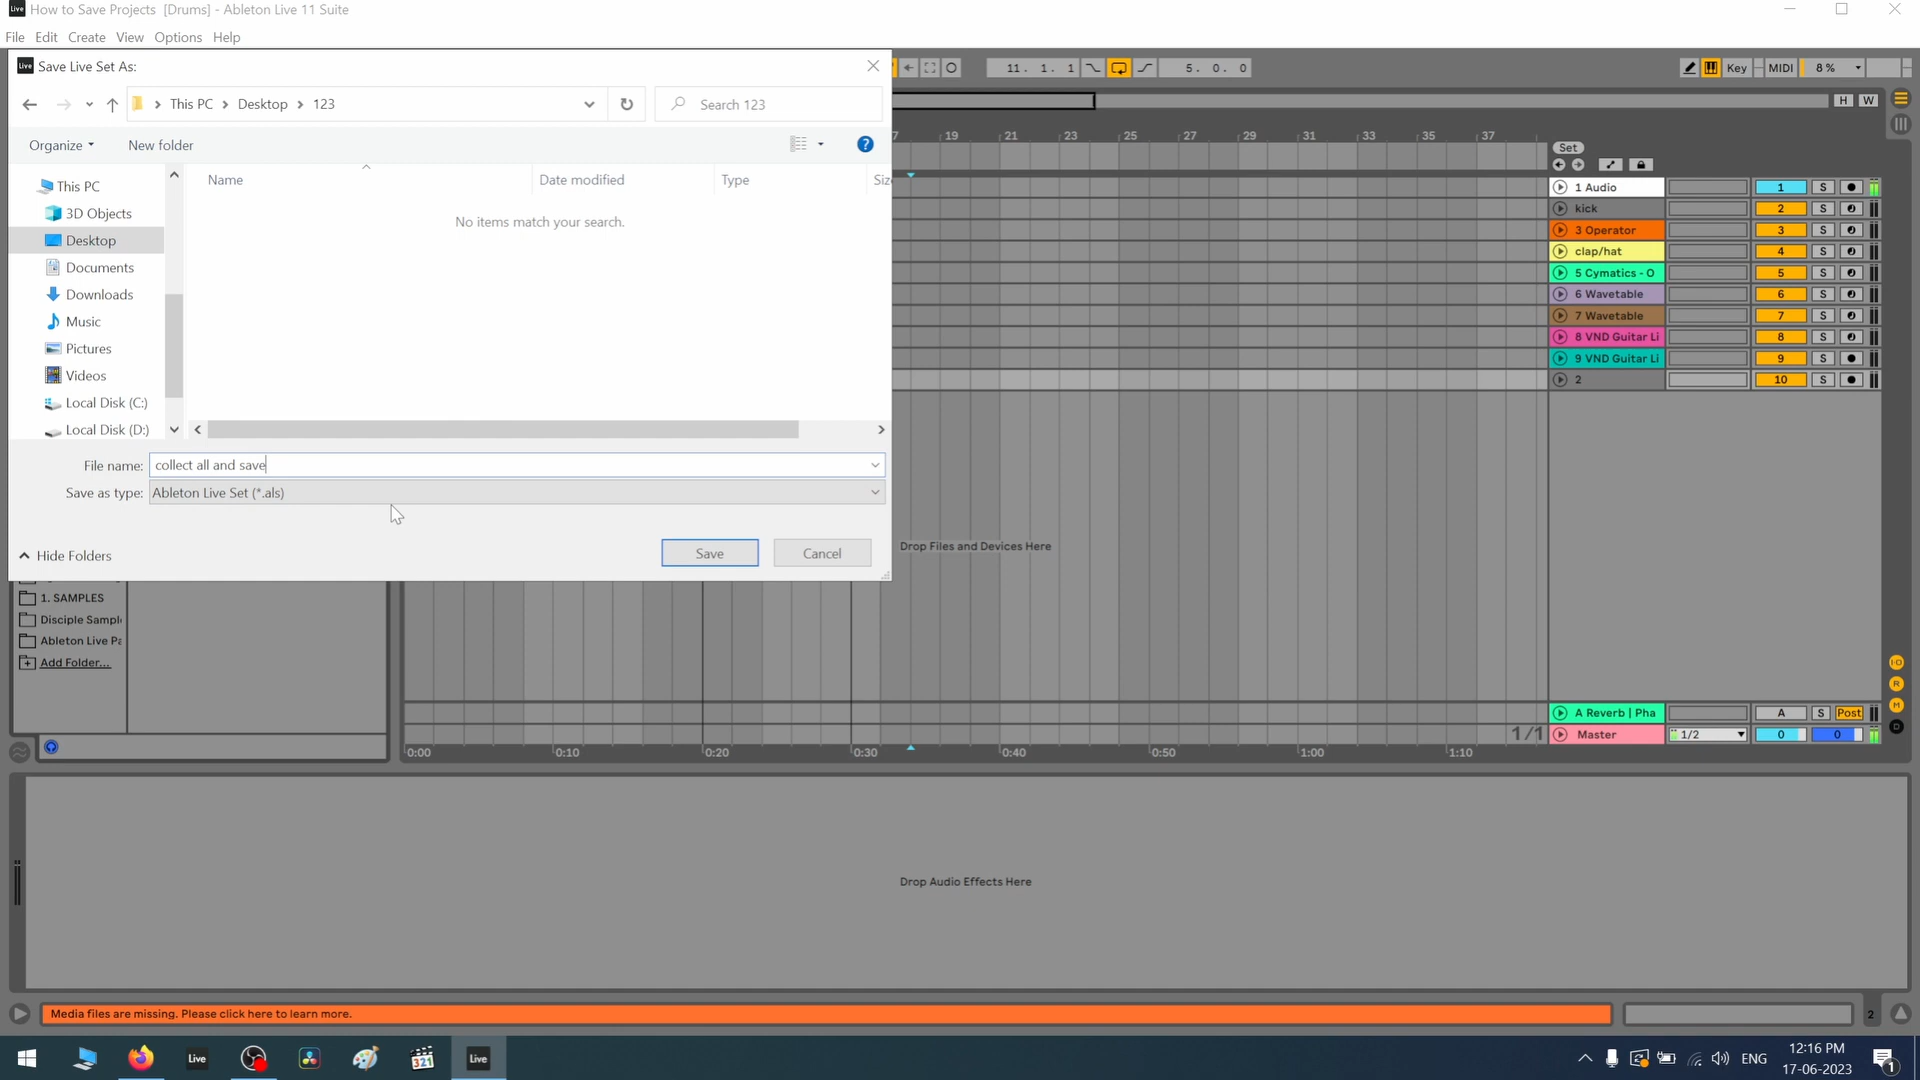 Live How to Save Projects [Drums] - Ableton Live 11 Suite
File Edit Create View Options Help
Live Save Live Set As:
This PC Desktop 123
Search 123
Organize New folder
Name Date modified Type
No items match your search.
This PC
3D Objects
Desktop
Documents
Downloads
Music
Pictures
Videos
Local Disk (C:)
Local Disk (D:)
File name: collect all and save
Save as type: Ableton Live Set (*.als)
Hide Folders
Save Cancel
11. 1. 1
5. 0. 0
Key MIDI 8 %
H W
19 21 23 25 27 29 31 33 35 37
Set
1 Audio 1 S
kick 2 S
3 Operator 3 S
clap/hat 4 S
5 Cymatics - O 5 S
6 Wavetable 6 S
7 Wavetable 7 S
8 VND Guitar Li 8 S
9 VND Guitar Li 9 S
2 10 S
Drop Files and Devices Here
1. SAMPLES
Disciple Sampl
Ableton Live Pa
Add Folder...
A Reverb | Pha A S Post
1/1 Master 1/2 0 0
I·O
R
M
D
0:00 0:10 0:20 0:30 0:40 0:50 1:00 1:10
Drop Audio Effects Here
Media files are missing. Please click here to learn more.
2
Live 321 Live
ENG 12:16 PM
17-06-2023
1